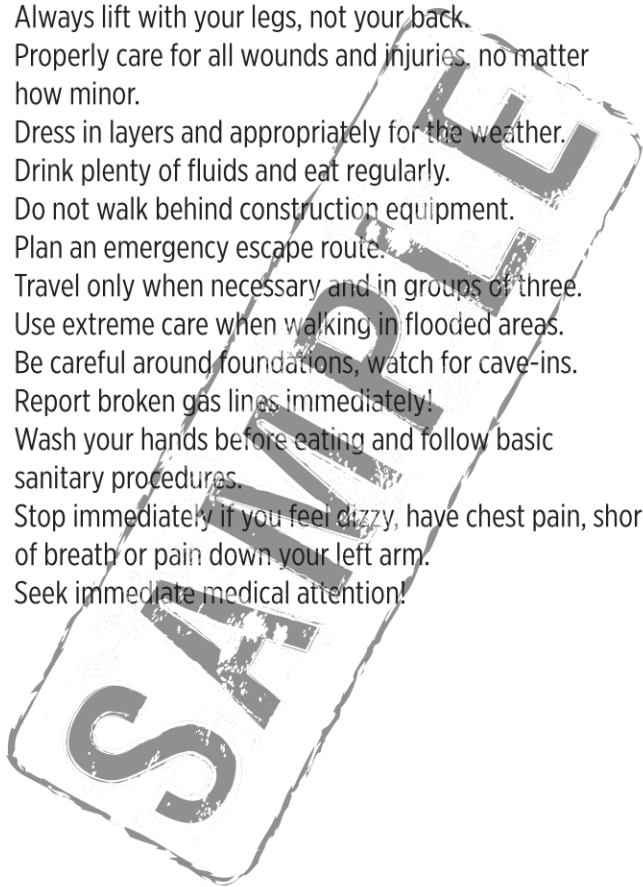 Always lift with your legs, not your back.
Properly care for all wounds and injuries, no matter
how minor.
Dress in layers and appropriately for the weather.
Drink plenty of fluids and eat regularly.
Do not walk behind construction equipment.
Plan an emergency escape route.
Travel only when necessary and in groups of three.
Use extreme care when walking in flooded areas.
Be careful around foundations, watch for cave-ins.
Report broken gas lines immediately!
Wash your hands before eating and follow basic
sanitary procedures.
Stop immediately if you feel dizzy, have chest pain, shor
of breath or pain down your left arm.
Seek immediate medical attention!
SAMPLE